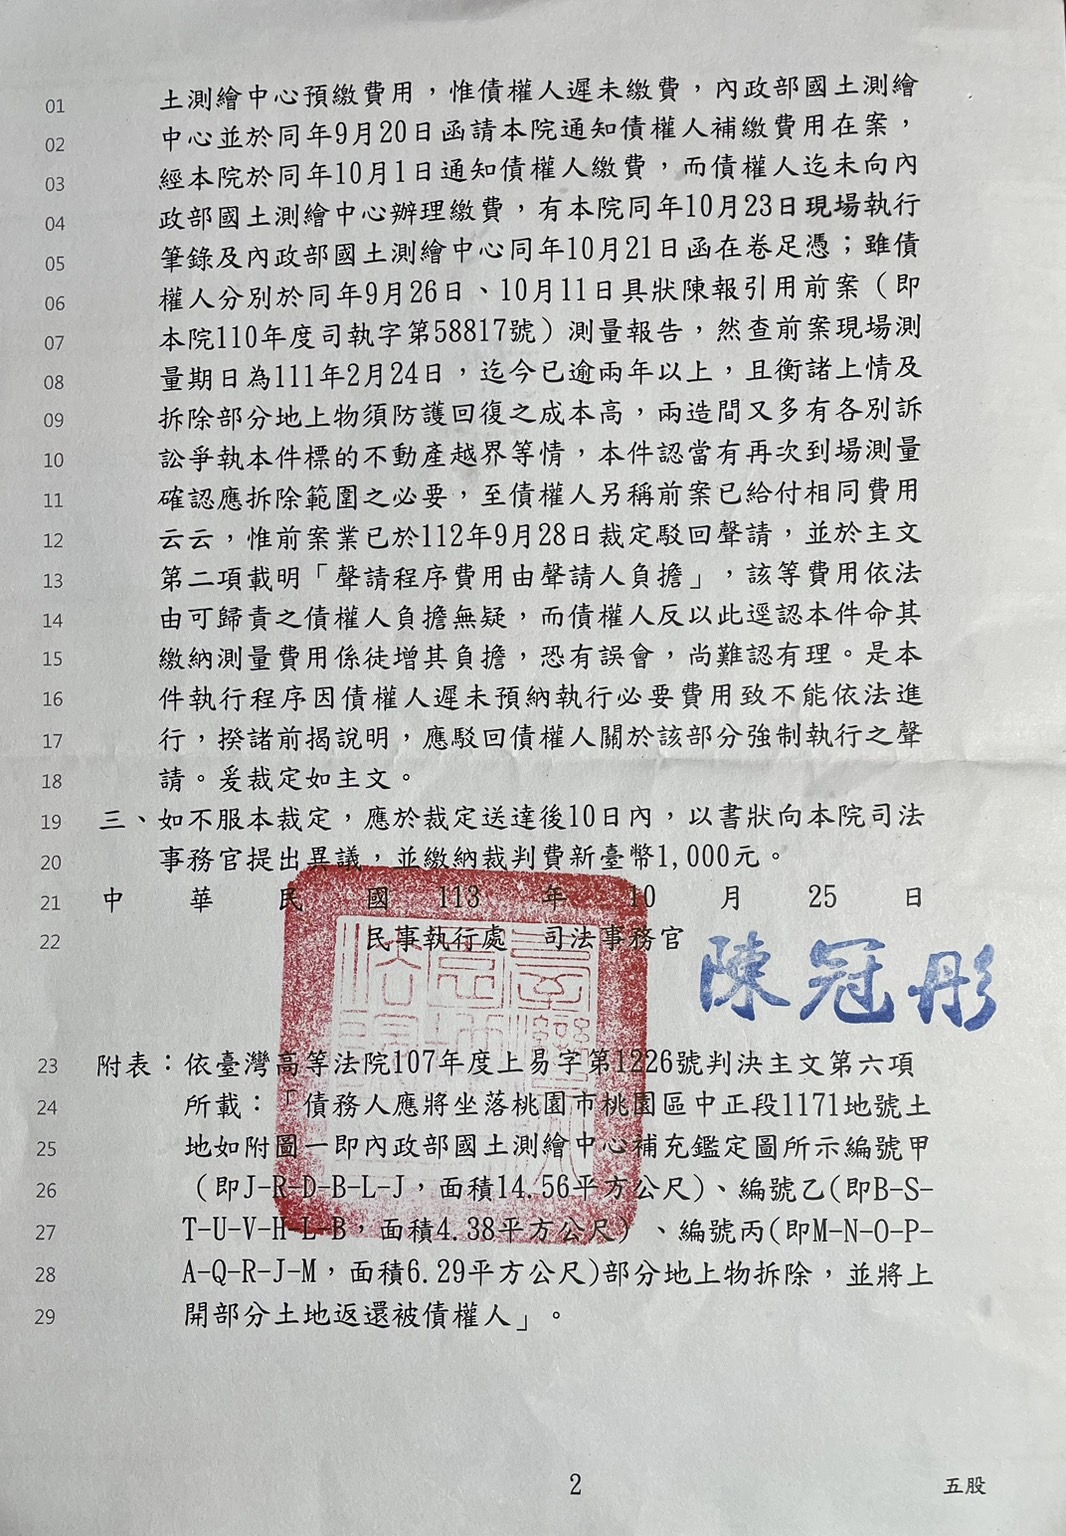 01 土測繪中心預繳費用，惟債權人遲未繳費，內政部國土測繪
02 中心並於同年9月20日函請本院通知債權人補繳費用在案，
03 經本院於同年10月1日通知債權人繳費，而債權人迄未向內
04 政部國土測繪中心辦理繳費，有本院同年10月23日現場執行
05 筆錄及內政部國土測繪中心同年10月21日函在卷足憑；雖債
06 權人分別於同年9月26日、10月11日具狀陳報引用前案（即
07 本院110年度司執字第58817號）測量報告，然查前案現場測
08 量期日為111年2月24日，迄今已逾兩年以上，且衡諸上情及
09 拆除部分地上物須防護回復之成本高，兩造間又多有各別訴
10 訟爭執本件標的不動產越界等情，本件認當有再次到場測量
11 確認應拆除範圍之必要，至債權人另稱前案已給付相同費用
12 云云，惟前案業已於112年9月28日裁定駁回聲請，並於主文
13 第二項載明「聲請程序費用由聲請人負擔」，該等費用依法
14 由可歸責之債權人負擔無疑，而債權人反以此逕認本件命其
15 繳納測量費用係徒增其負擔，恐有誤會，尚難認有理。是本
16 件執行程序因債權人遲未預納執行必要費用致不能依法進
17 行，揆諸前揭說明，應駁回債權人關於該部分強制執行之聲
18 請。爰裁定如主文。
19 三、如不服本裁定，應於裁定送達後10日內，以書狀向本院司法
20 事務官提出異議，並繳納裁判費新臺幣1,000元。
21 中華民國113年10月25日
22 民事執行處 司法事務官 陳冠彤
23 附表：依臺灣高等法院107年度上易字第1226號判決主文第六項
24 所載：「債務人應將坐落桃園市桃園區中正段1171地號土
25 地如附圖一即內政部國土測繪中心補充鑑定圖所示編號甲
26 （即J-R-D-B-L-J，面積14.56平方公尺)、編號乙(即B-S-
27 T-U-V-H-L-B，面積4.38平方公尺) 、編號丙(即M-N-O-P-
28 A-Q-R-J-M，面積6.29平方公尺)部分地上物拆除，並將上
29 開部分土地返還被債權人」。
2
五股